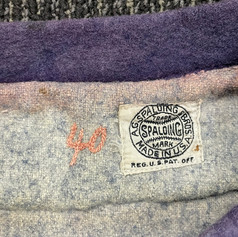 40
A.G. SPALDING & BROS.
TRADE
SPALDING
MARK
MADE IN U.S.A.
REG. U.S. PAT. OFF